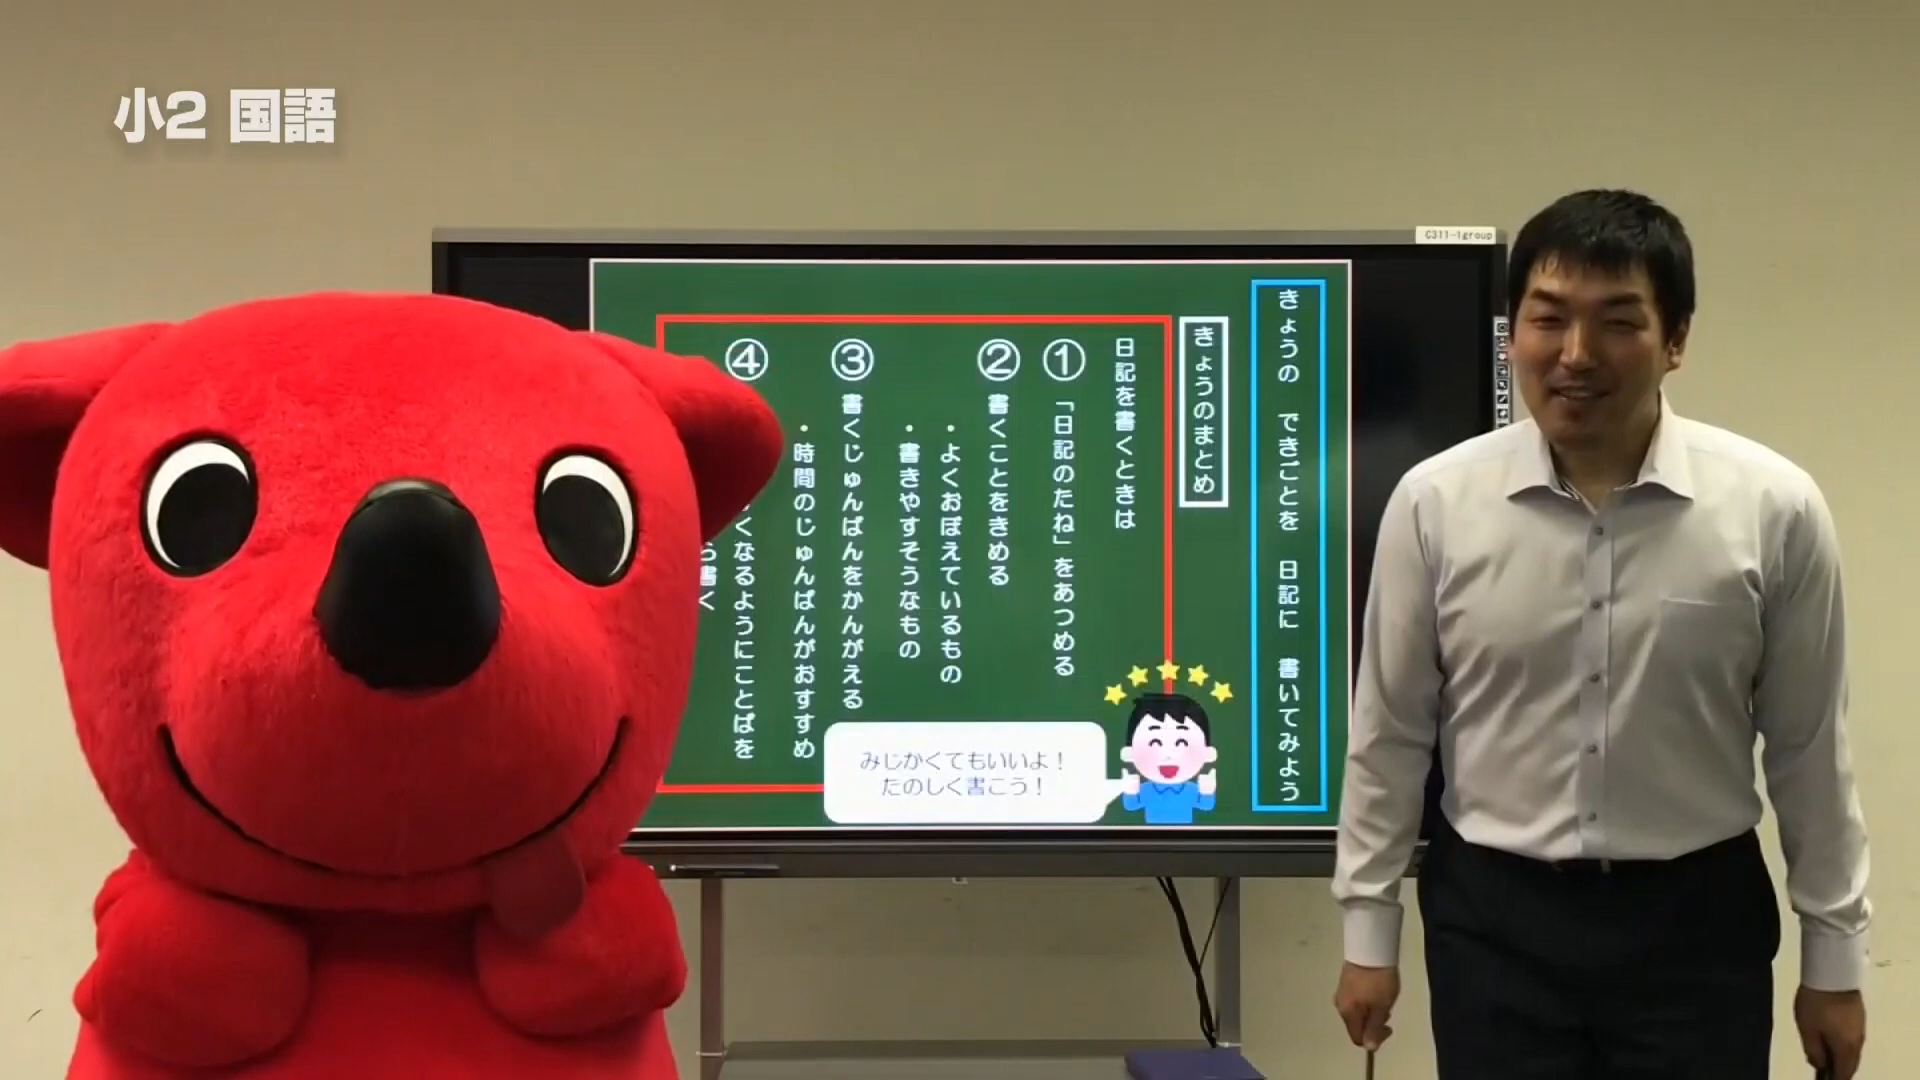 小2 国語
C311-1group
きょうの できごとを 日記に 書いてみよう
きょうのまとめ
日記を書くときは
① 「日記のたね」をあつめる
② 書くことをきめる
・よくおぼえているもの
・書きやすそうなもの
③ 書くじゅんばんをかんがえる
・時間のじゅんばんがおすすめ
④
くなるようにことばを
ら書く
みじかくてもいいよ！
たのしく書こう！